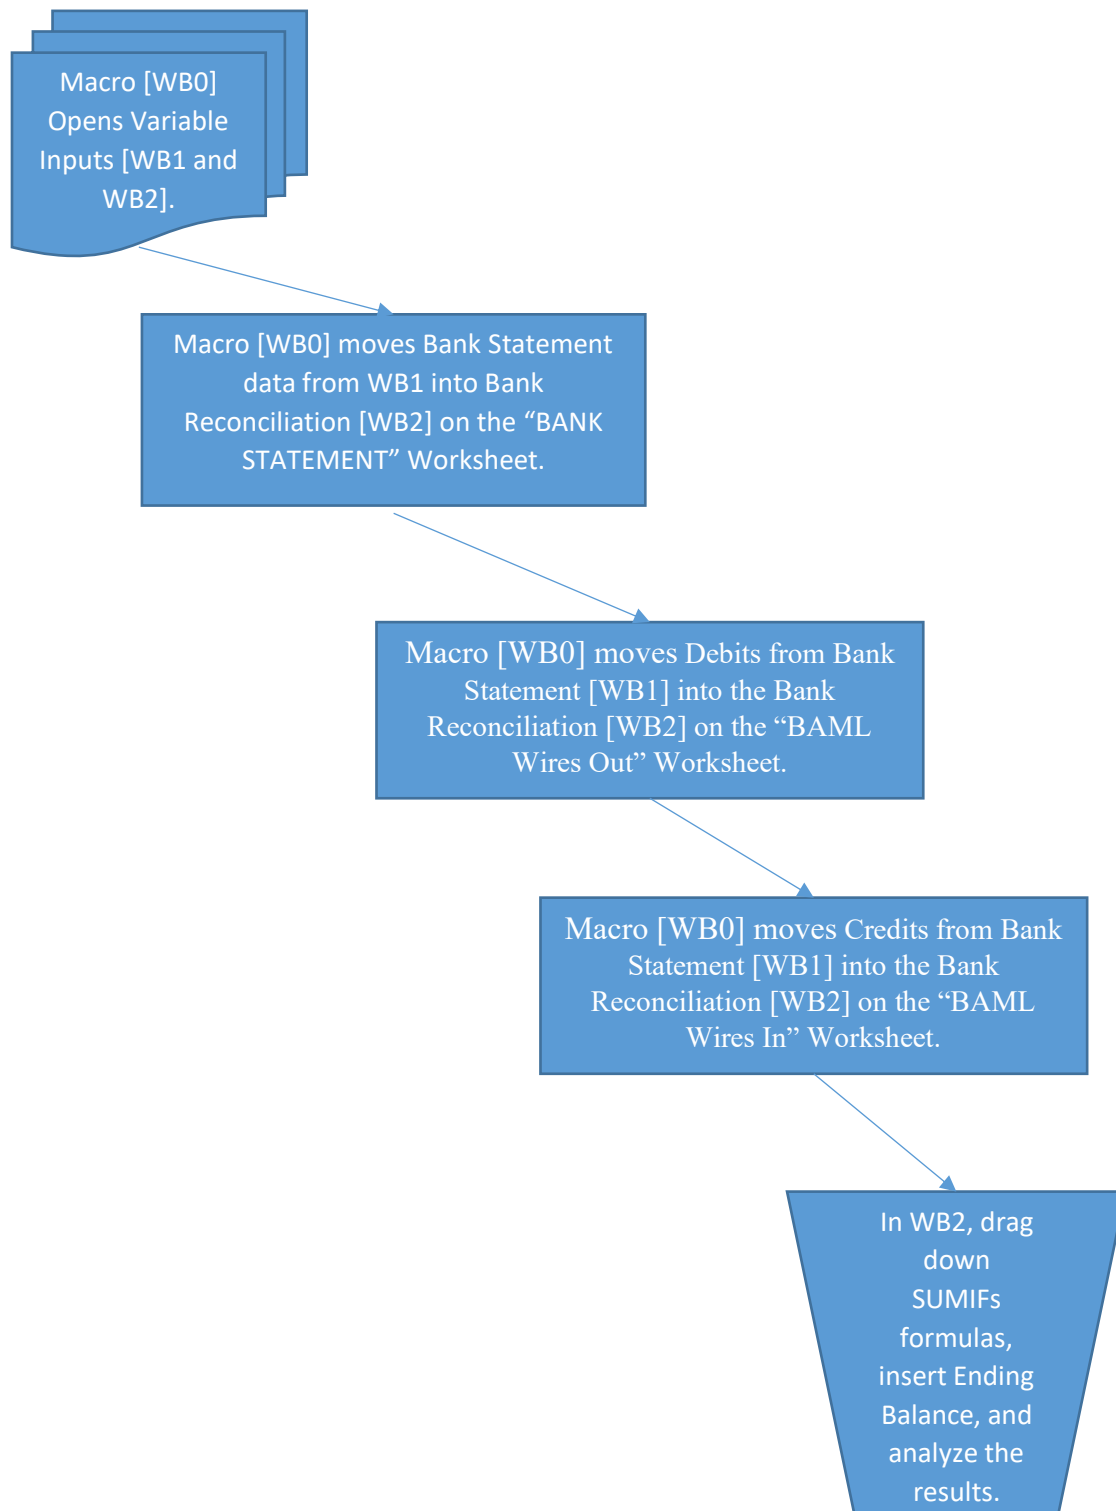 Macro [WB0]
Opens Variable
Inputs [WB1 and
WB2].
Macro [WB0] moves Bank Statement
data from WB1 into Bank
Reconciliation [WB2] on the “BANK
STATEMENT” Worksheet.
Macro [WB0] moves Debits from Bank
Statement [WB1] into the Bank
Reconciliation [WB2] on the “BAML
Wires Out” Worksheet.
Macro [WB0] moves Credits from Bank
Statement [WB1] into the Bank
Reconciliation [WB2] on the “BAML
Wires In” Worksheet.
In WB2, drag
down
SUMIFs
formulas,
insert Ending
Balance, and
analyze the
results.